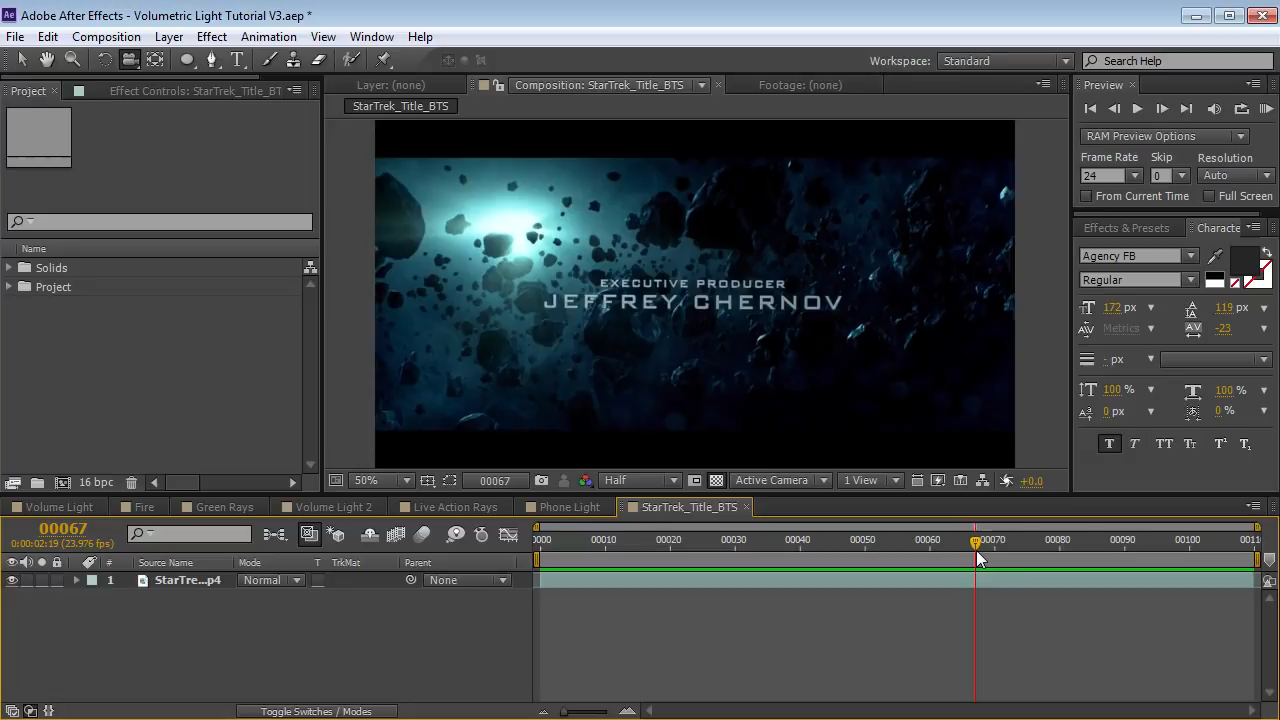 Adobe After Effects - Volumetric Light Tutorial V3.aep *
File Edit Composition Layer Effect Animation View Window Help
Workspace: Standard Search Help
Project Effect Controls: StarTrek_Title_BT
Layer: (none) Composition: StarTrek_Title_BTS Footage: (none)
StarTrek_Title_BTS
Preview
RAM Preview Options
Frame Rate Skip Resolution
24 0 Auto
From Current Time Full Screen
Name
Solids
Project
EXECUTIVE PRODUCER
JEFFREY CHERNOV
Effects & Presets Characte
Agency FB
Regular
172 px 119 px
Metrics -23
- px
100 % 100 %
0 px 0 %
T T TT Tt T¹ T₁
16 bpc
50% 00067 Half Active Camera 1 View +0.0
Volume Light Fire Green Rays Volume Light 2 Live Action Rays Phone Light StarTrek_Title_BTS
00067
0:00:02:19 (23.976 fps)
0000 00010 00020 00030 00040 00050 00060 00070 00080 00090 00100 0011
# Source Name Mode T TrkMat Parent
1 StarTre...p4 Normal None
Toggle Switches / Modes